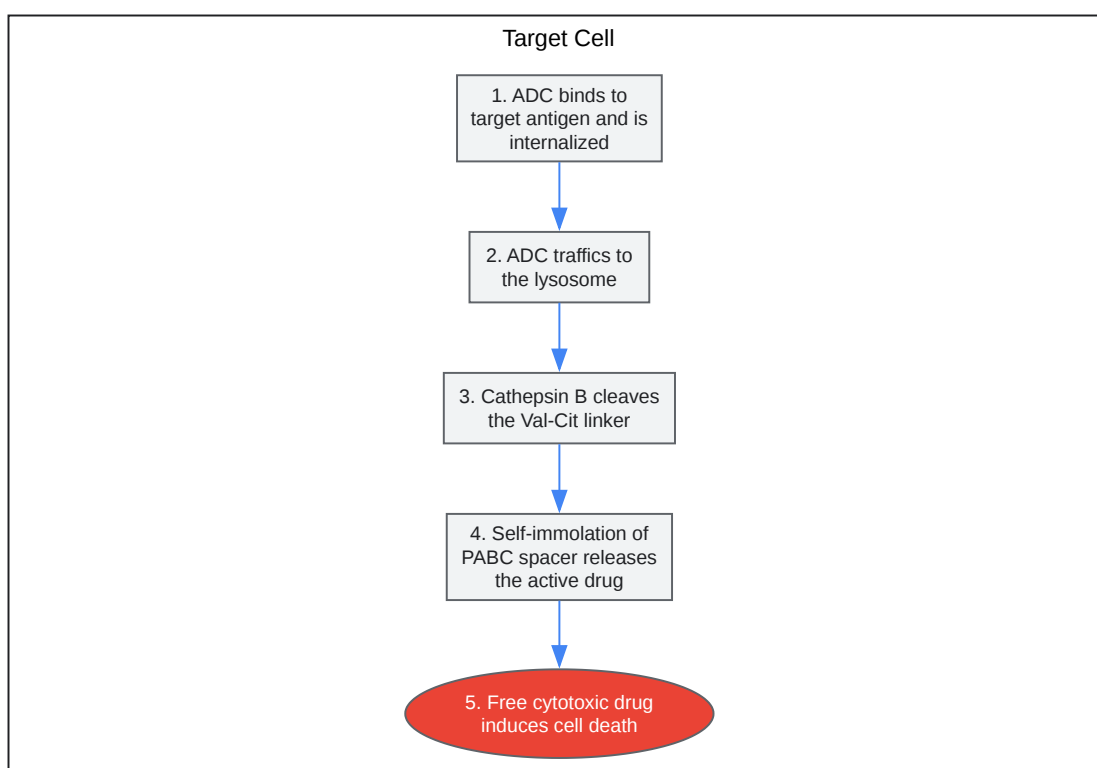 Target Cell
1. ADC binds to
target antigen and is
internalized
2. ADC traffics to
the lysosome
3. Cathepsin B cleaves
the Val-Cit linker
4. Self-immolation of
PABC spacer releases
the active drug
5. Free cytotoxic drug
induces cell death